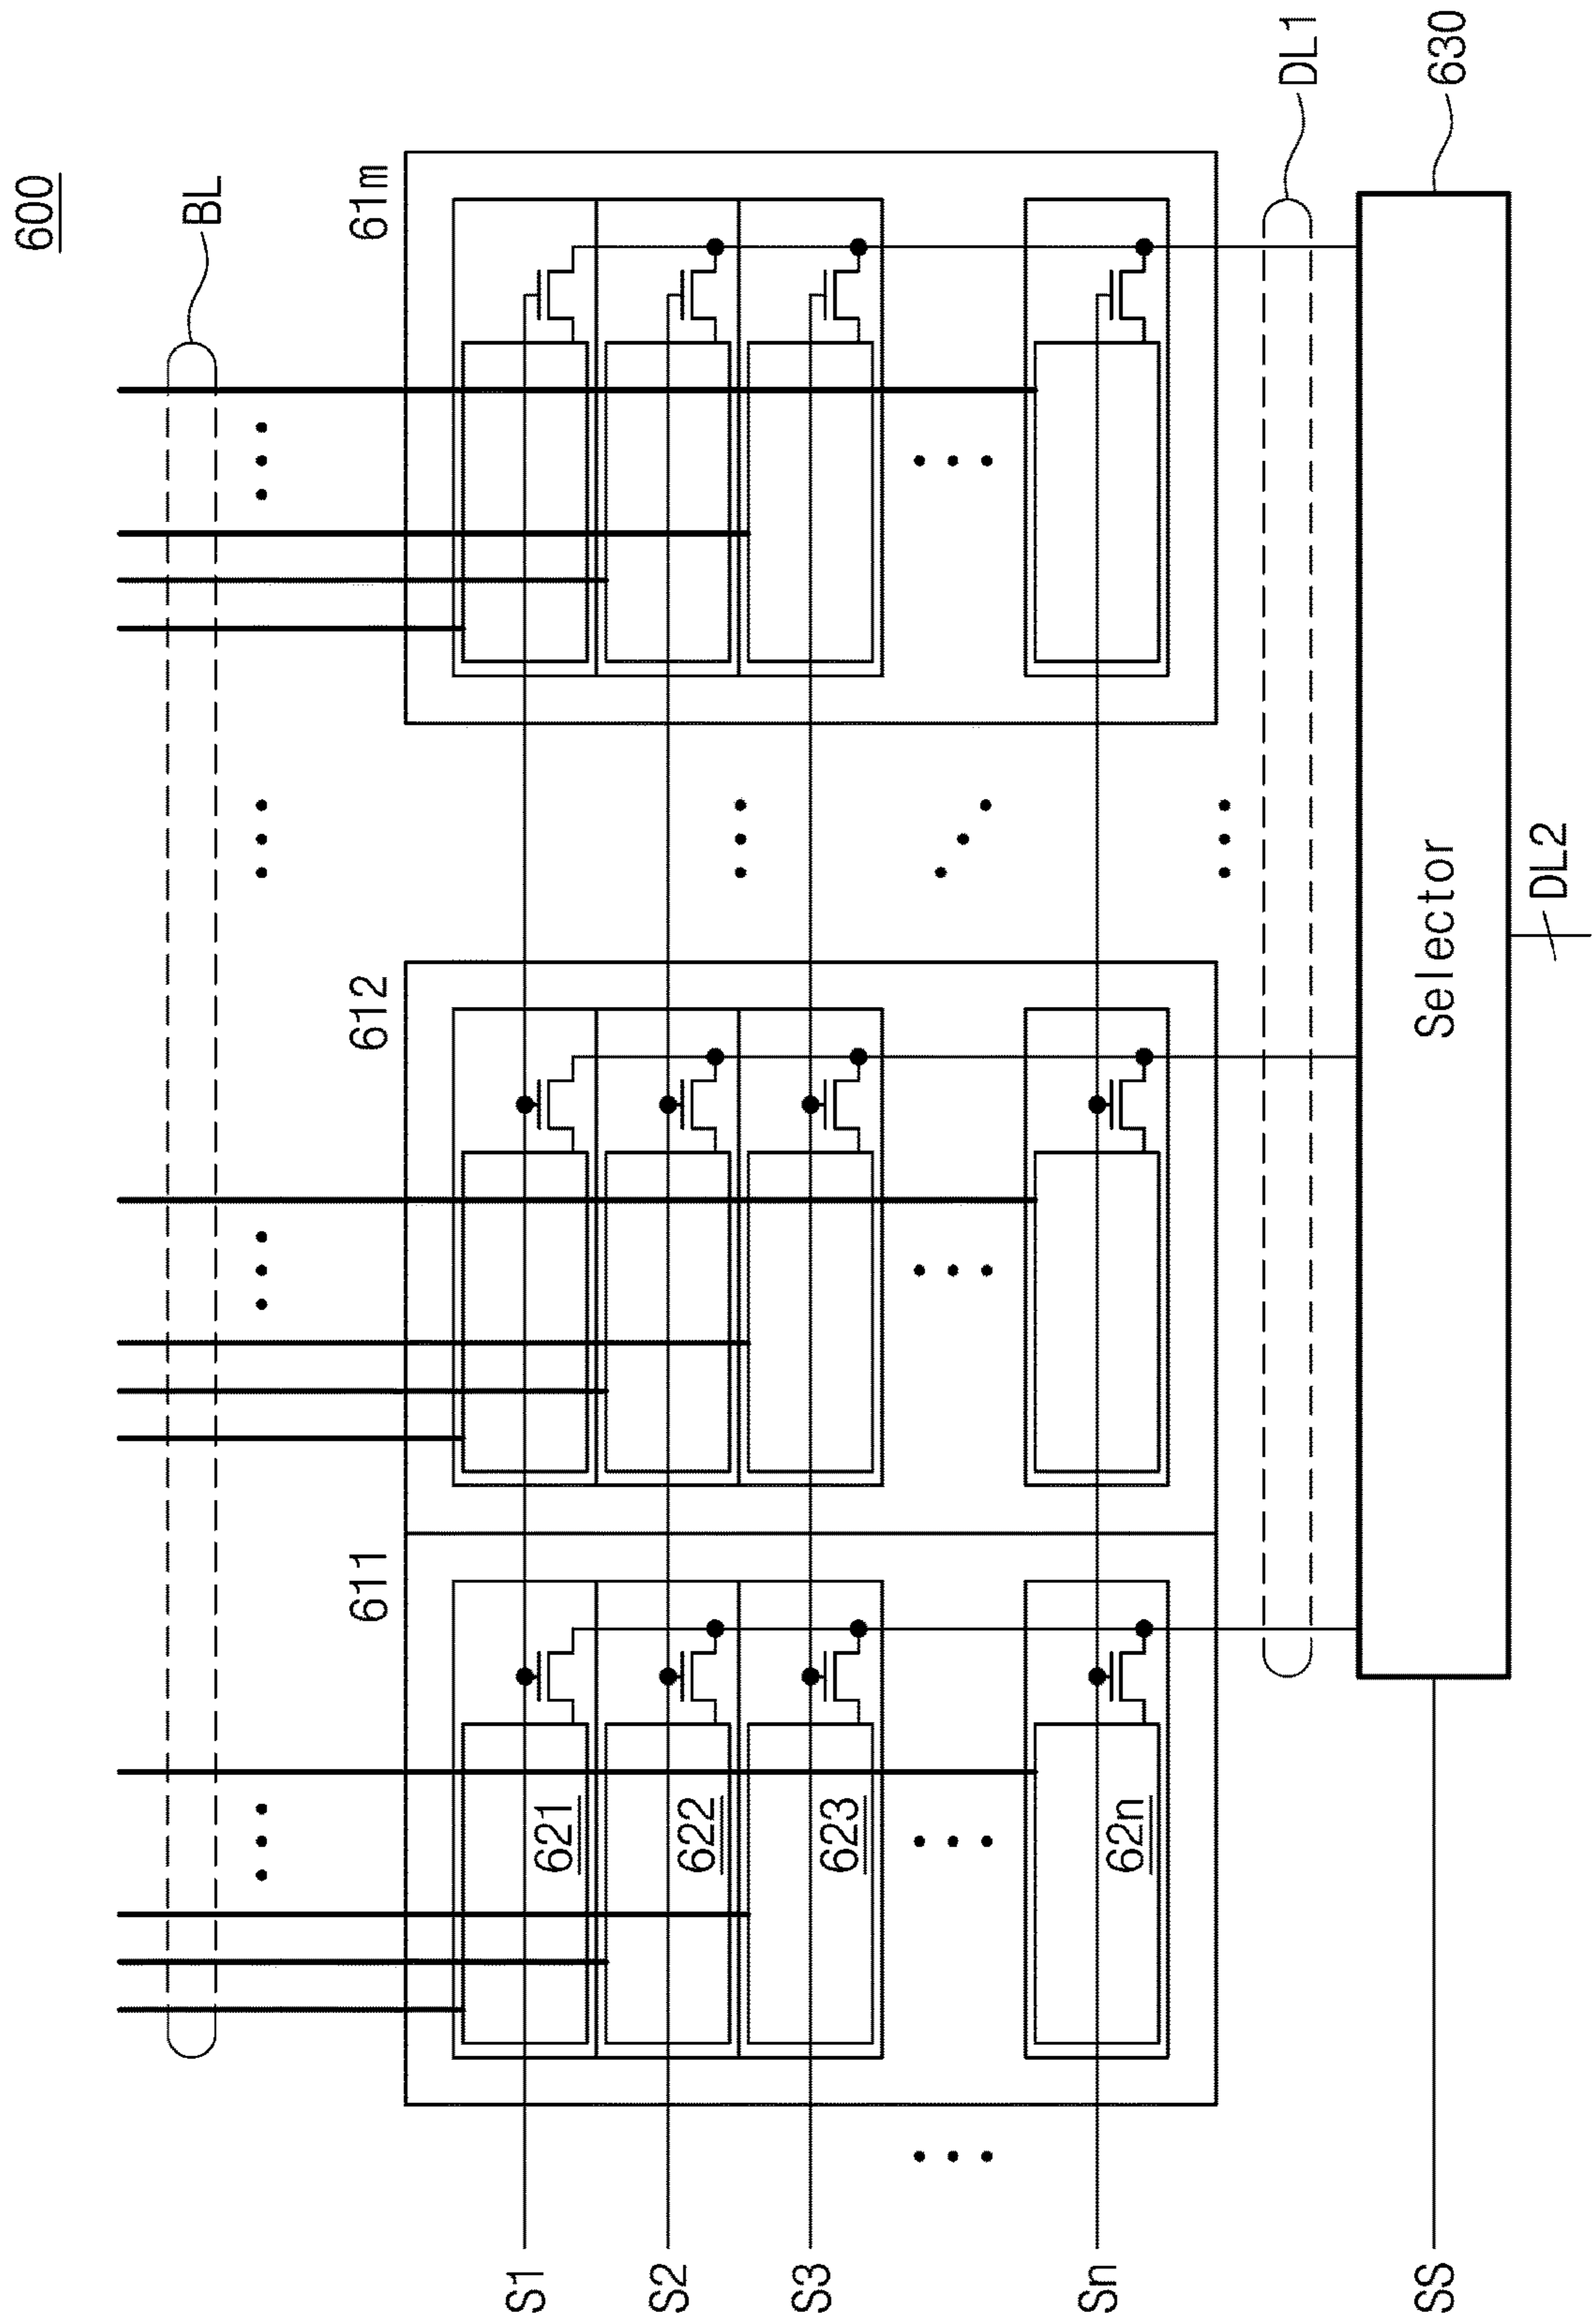 600
BL
611
612
61m
S1
621
S2
622
S3
623
Sn
62n
DL1
SS
Selector
630
DL2